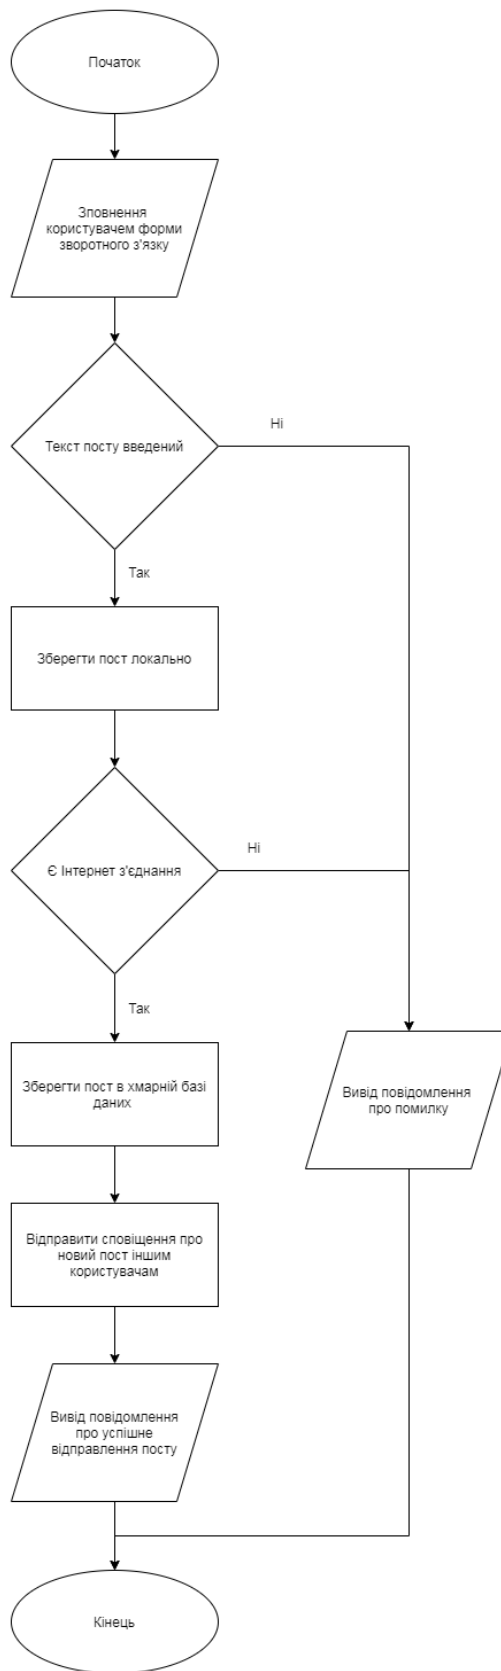 Початок
Зповнення
користувачем форми
зворотного з'язку
Текст посту введений
Ні
Так
Зберегти пост локально
Є Інтернет з'єднання
Ні
Так
Зберегти пост в хмарній базі
даних
Вивід повідомлення
про помилку
Відправити сповіщення про
новий пост іншим
користувачам
Вивід повідомлення
про успішне
відправлення посту
Кінець